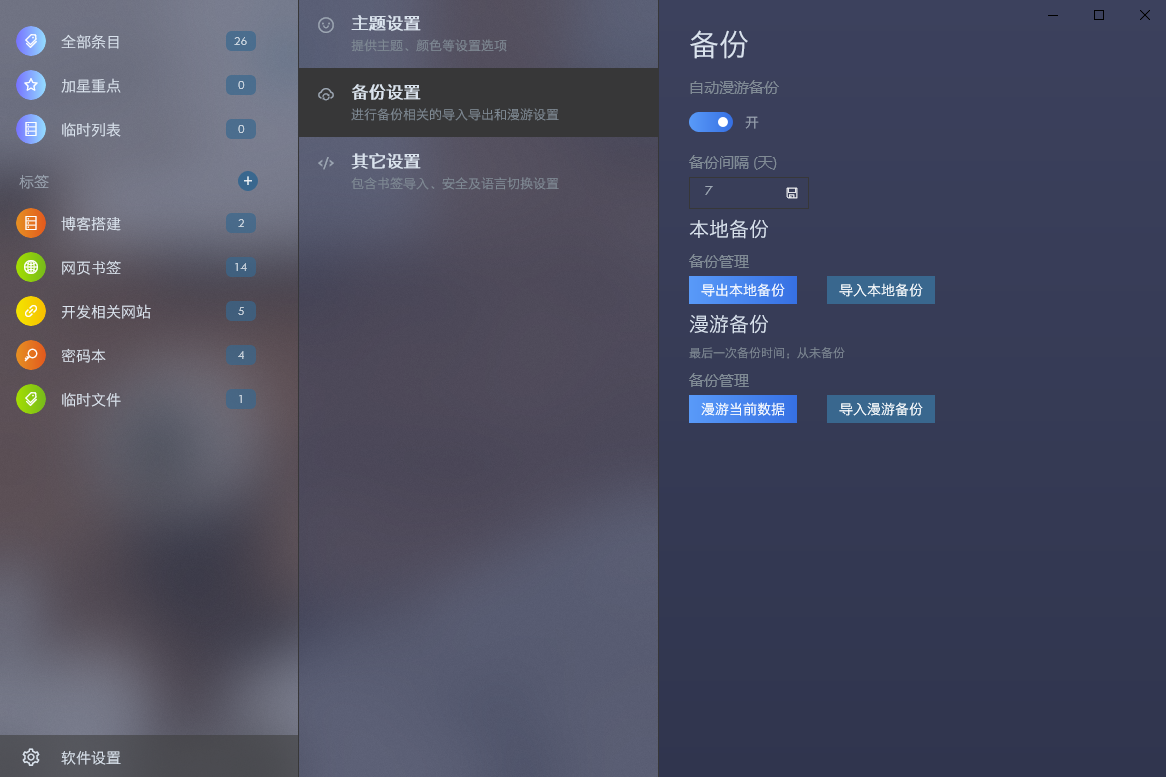 全部条目 26
加星重点 0
临时列表 0
标签
博客搭建 2
网页书签 14
开发相关网站 5
密码本 4
临时文件 1
软件设置
主题设置
提供主题、颜色等设置选项
备份设置
进行备份相关的导入导出和漫游设置
其它设置
包含书签导入、安全及语言切换设置
备份
自动漫游备份
开
备份间隔 (天)
7
本地备份
备份管理
导出本地备份 导入本地备份
漫游备份
最后一次备份时间：从未备份
备份管理
漫游当前数据 导入漫游备份